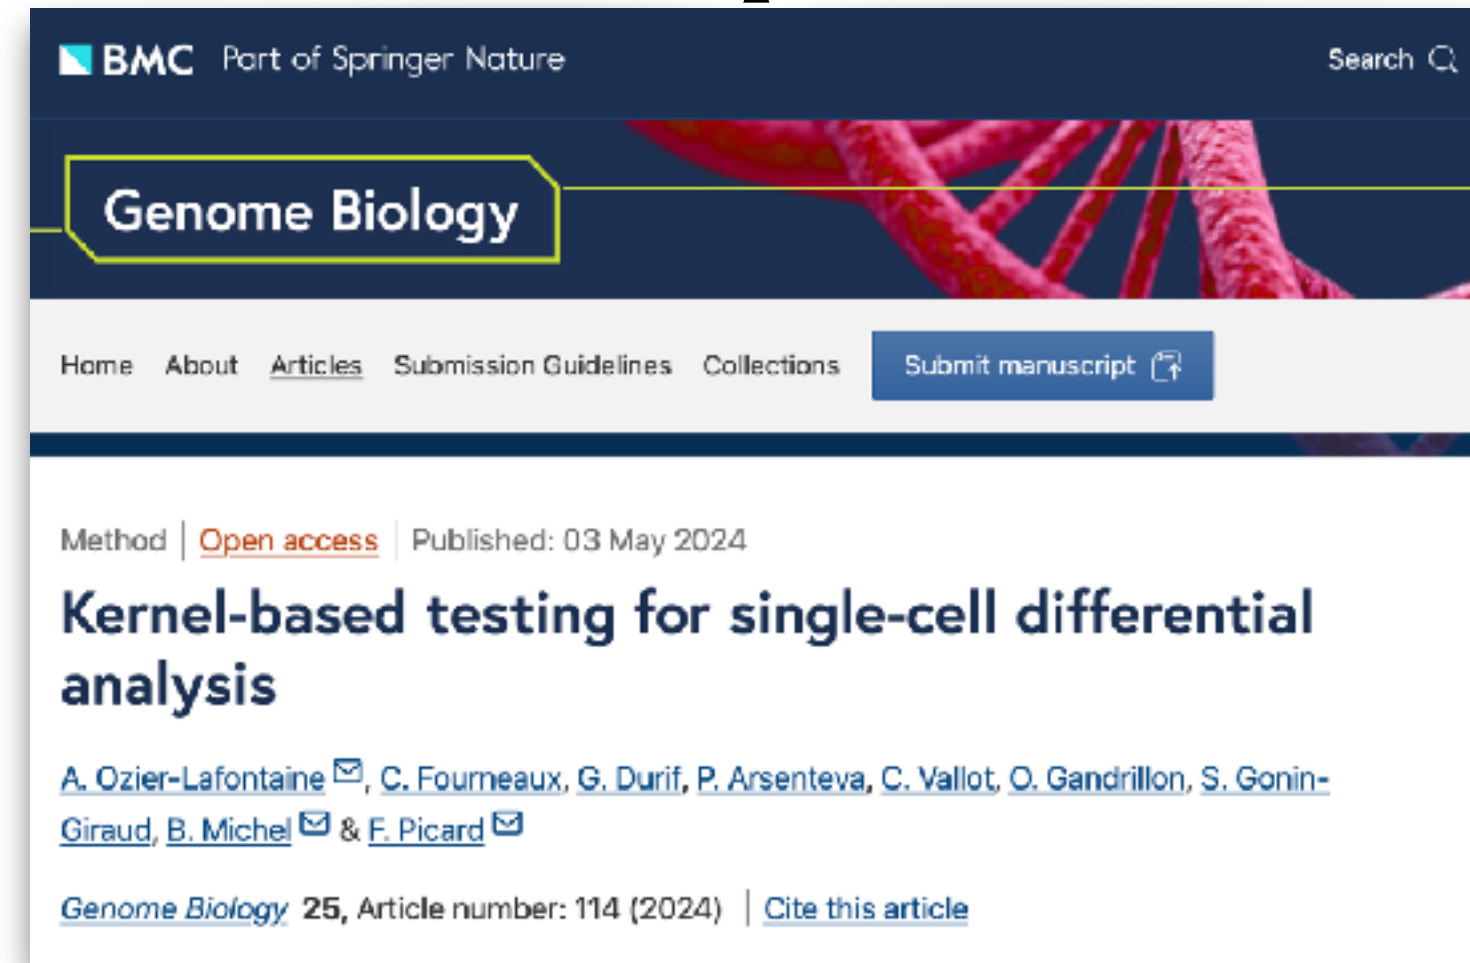 BMC Part of Springer Nature
Search
Genome Biology
Home About Articles Submission Guidelines Collections Submit manuscript
Method | Open access | Published: 03 May 2024
Kernel-based testing for single-cell differential
analysis
A. Ozier-Lafontaine, C. Fourneaux, G. Durif, P. Arsenteva, C. Vallot, O. Gandrillon, S. Gonin-
Giraud, B. Michel & F. Picard
Genome Biology 25, Article number: 114 (2024) | Cite this article